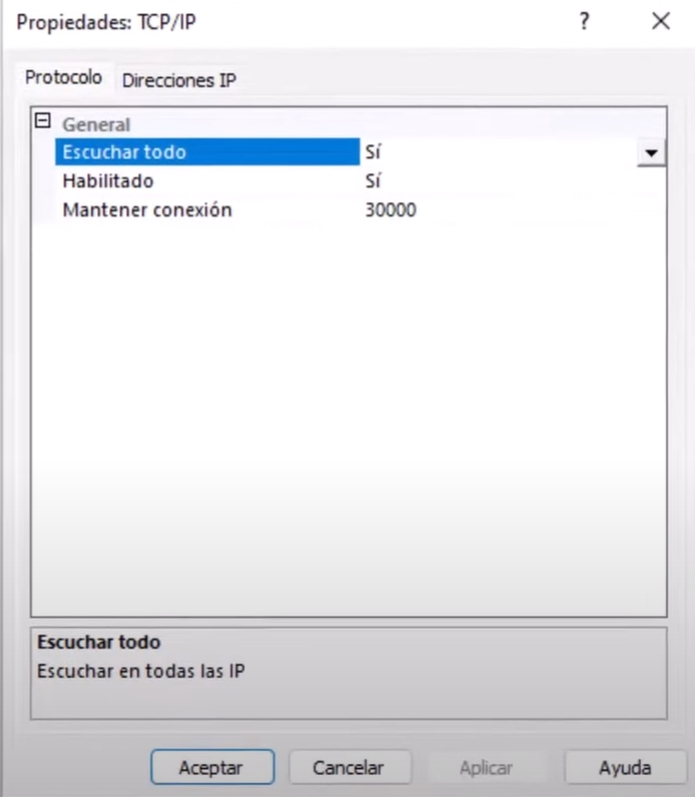 Propiedades: TCP/IP
Protocolo Direcciones IP
General
Escuchar todo Sí
Habilitado Sí
Mantener conexión 30000
Escuchar todo
Escuchar en todas las IP
Aceptar Cancelar Aplicar Ayuda